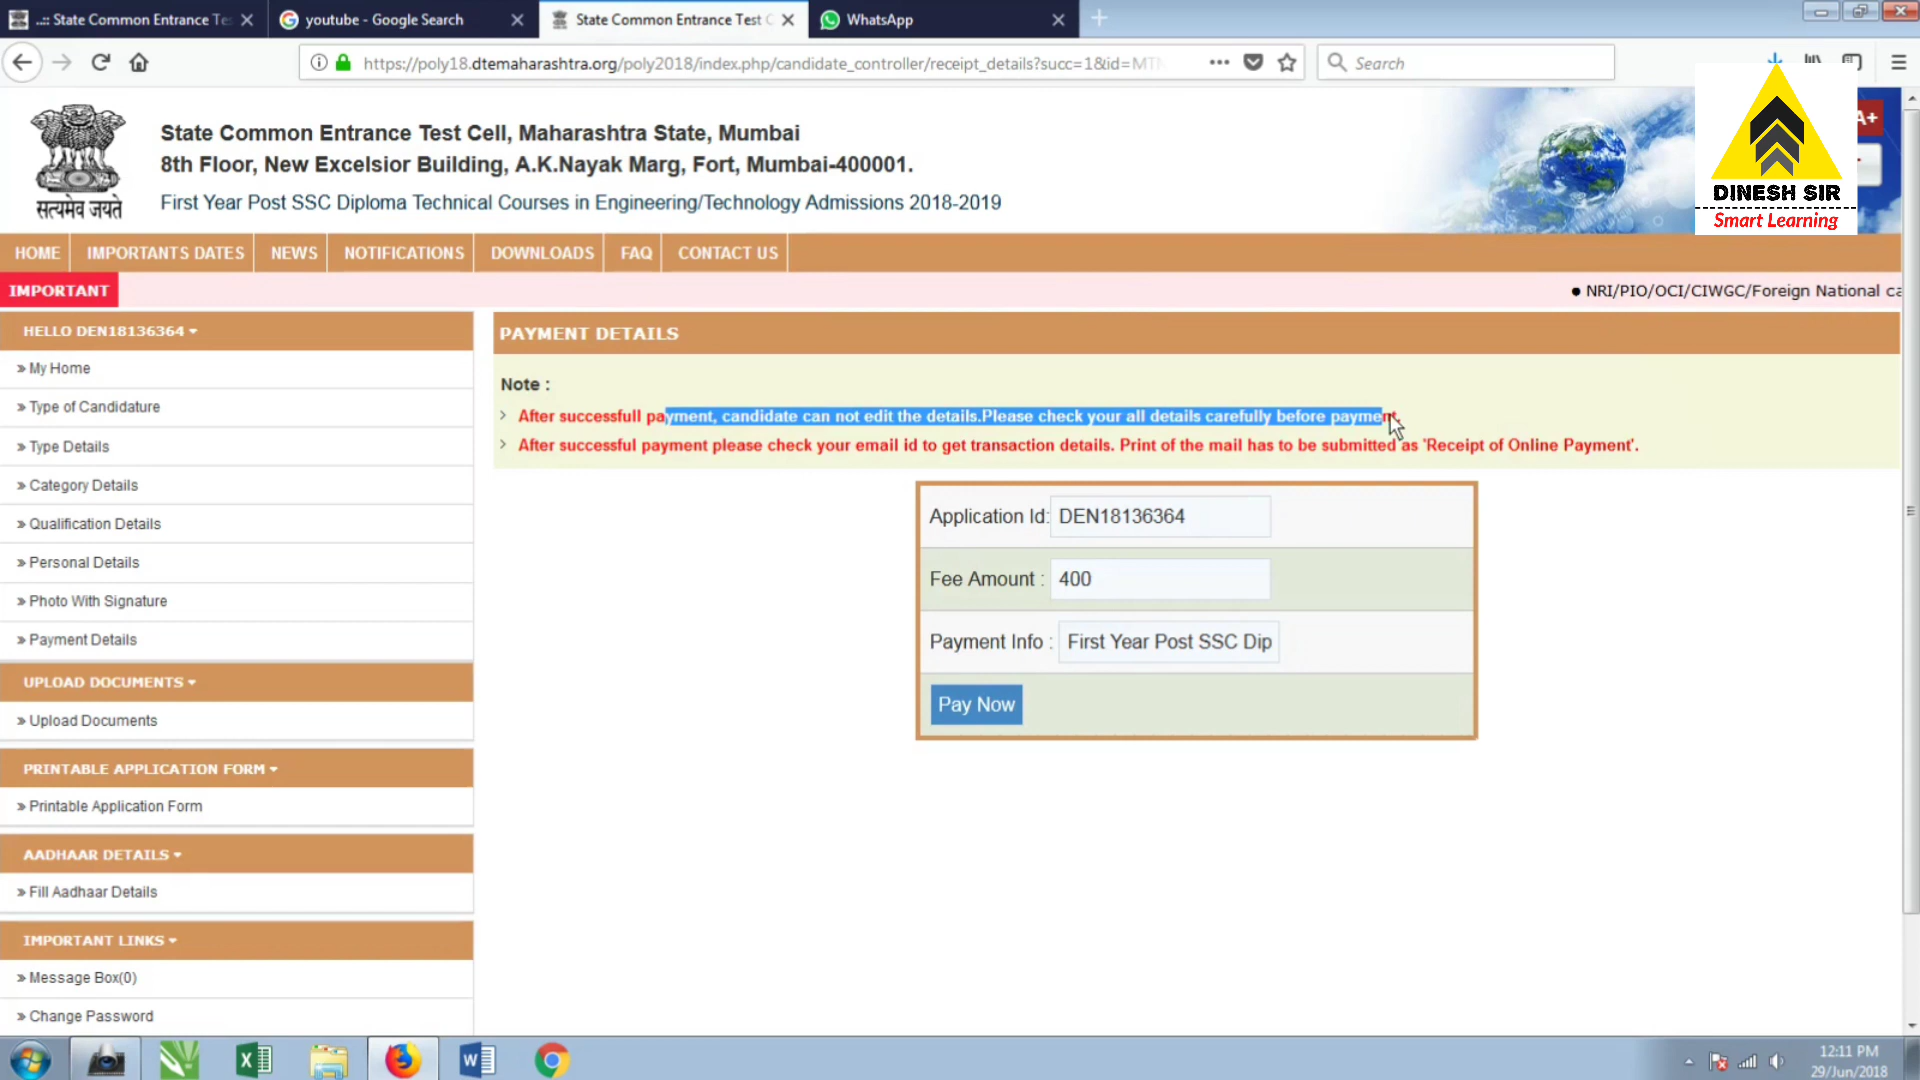 ..:: State Common Entrance Te
youtube - Google Search
State Common Entrance Test C
WhatsApp
https://poly18.dtemaharashtra.org/poly2018/index.php/candidate_controller/receipt_details?succ=1&id=MTM
Search
State Common Entrance Test Cell, Maharashtra State, Mumbai
8th Floor, New Excelsior Building, A.K.Nayak Marg, Fort, Mumbai-400001.
First Year Post SSC Diploma Technical Courses in Engineering/Technology Admissions 2018-2019
सत्यमेव जयते
A+
DINESH SIR
Smart Learning
HOME IMPORTANTS DATES NEWS NOTIFICATIONS DOWNLOADS FAQ CONTACT US
IMPORTANT
● NRI/PIO/OCI/CIWGC/Foreign National ca
HELLO DEN18136364
» My Home
» Type of Candidature
» Type Details
» Category Details
» Qualification Details
» Personal Details
» Photo With Signature
» Payment Details
UPLOAD DOCUMENTS
» Upload Documents
PRINTABLE APPLICATION FORM
» Printable Application Form
AADHAAR DETAILS
» Fill Aadhaar Details
IMPORTANT LINKS
» Message Box(0)
» Change Password
PAYMENT DETAILS
Note :
> After successfull payment, candidate can not edit the details.Please check your all details carefully before payment.
> After successful payment please check your email id to get transaction details. Print of the mail has to be submitted as 'Receipt of Online Payment'.
Application Id: DEN18136364
Fee Amount : 400
Payment Info : First Year Post SSC Dip
Pay Now
12:11 PM
29/Jun/2018